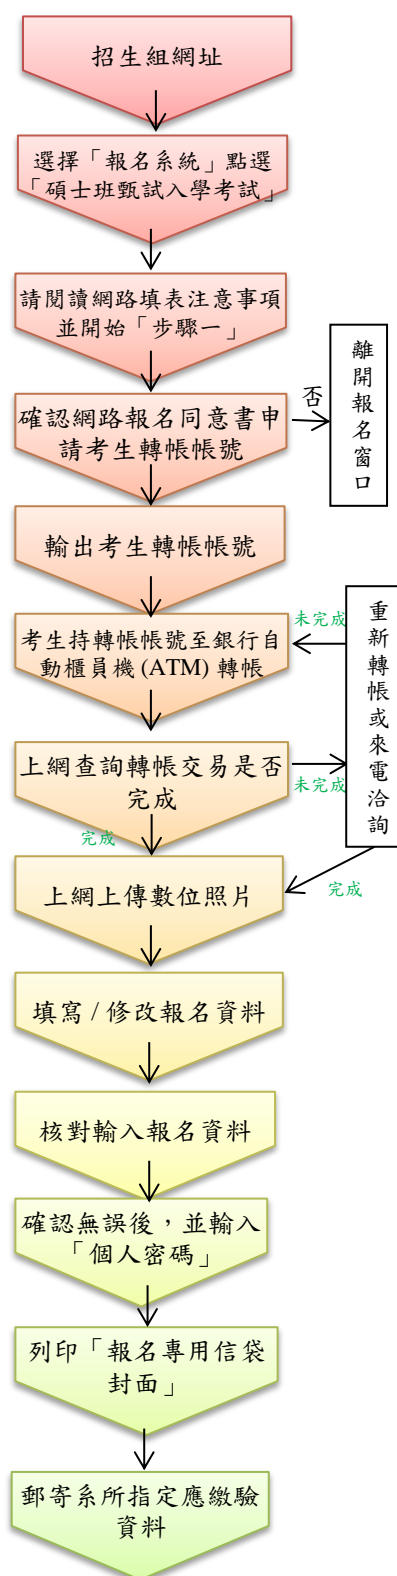 招生組網址
選擇「報名系統」點選
「碩士班甄試入學考試」
請閱讀網路填表注意事項
並開始「步驟一」
離開報名窗口
否
確認網路報名同意書申
請考生轉帳帳號
輸出考生轉帳帳號
考生持轉帳帳號至銀行自
動櫃員機(ATM) 轉帳
未完成
重新轉帳或來電洽詢
上網查詢轉帳交易是否
完成
未完成
完成
上網上傳數位照片
完成
填寫 / 修改報名資料
核對輸入報名資料
確認無誤後，並輸入
「個人密碼」
列印「報名專用信袋
封面」
郵寄系所指定應繳驗
資料